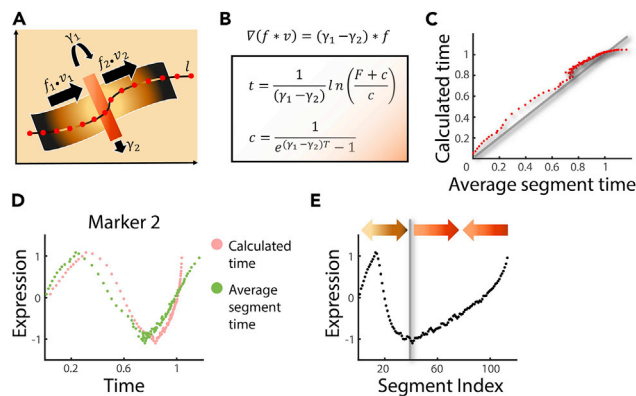 A
γ₁
f₁•v₁
f₂•v₂
l
γ₂
B
∇(f * v) = (γ₁ −γ₂) * f
t = 1/(γ₁ −γ₂) ln((F + c)/c)
c = 1/(e^(γ₁−γ₂)T − 1)
C
Calculated time
1
0.8
0.6
0.4
0.2
0
0.2
0.4
0.6
0.8
1
Average segment time
D
Marker 2
Expression
1
0
-1
0.2
0.6
1
Time
Calculated
time
Average
segment
time
E
Expression
1
0
-1
20
60
100
Segment Index